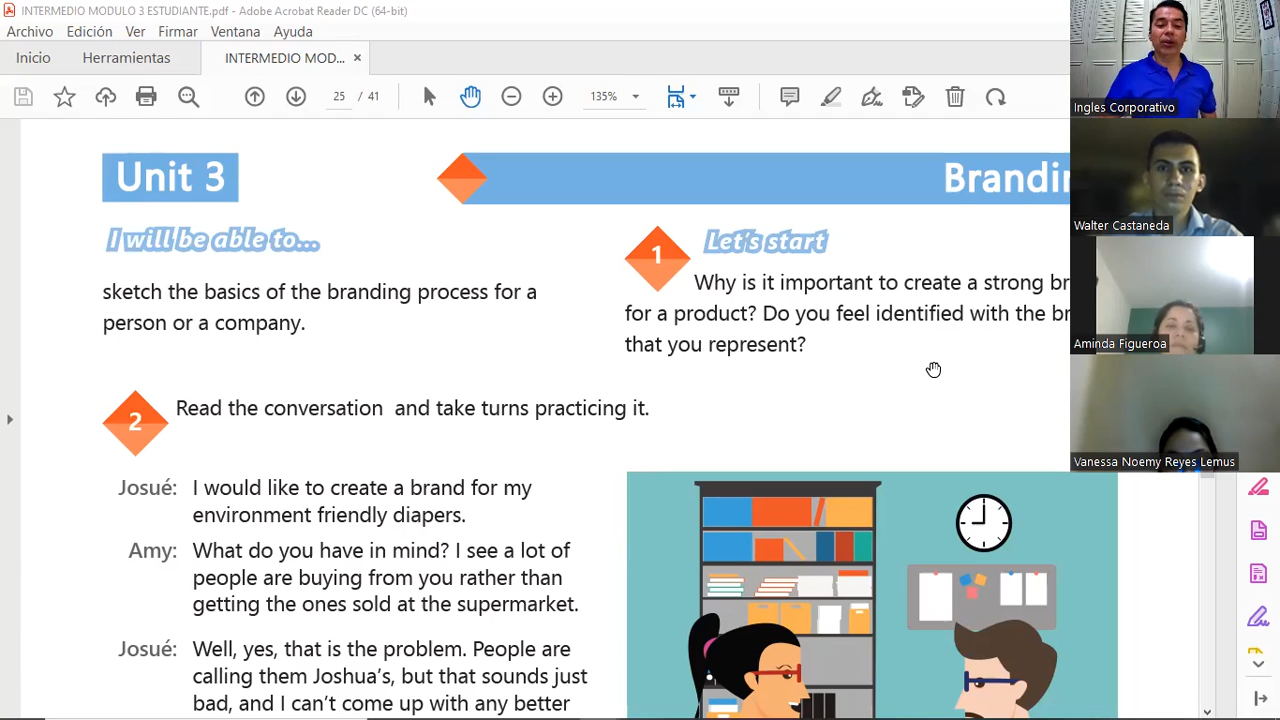 INTERMEDIO MODULO 3 ESTUDIANTE.pdf - Adobe Acrobat Reader DC (64-bit)
Archivo Edición Ver Firmar Ventana Ayuda
Inicio Herramientas INTERMEDIO MOD... ×
25 / 41 135%
Unit 3
Brandin
I will be able to...
sketch the basics of the branding process for a
person or a company.
1 Let's start
Why is it important to create a strong br
for a product? Do you feel identified with the br
that you represent?
2 Read the conversation and take turns practicing it.
Josué: I would like to create a brand for my
environment friendly diapers.
Amy: What do you have in mind? I see a lot of
people are buying from you rather than
getting the ones sold at the supermarket.
Josué: Well, yes, that is the problem. People are
calling them Joshua's, but that sounds just
bad, and I can't come up with any better
Ingles Corporativo
Walter Castaneda
Aminda Figueroa
Vanessa Noemy Reyes Lemus